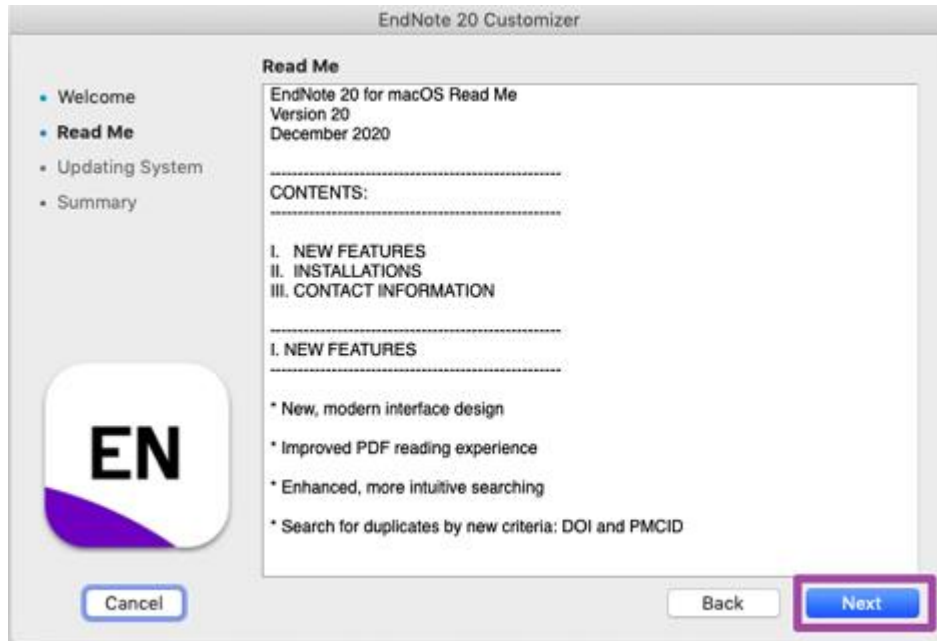 EndNote 20 Customizer
Welcome
Read Me
Updating System
Summary
EN
Read Me
EndNote 20 for macOS Read Me
Version 20
December 2020
-----------------------------------------------------------
CONTENTS:
-----------------------------------------------------------
I. NEW FEATURES
II. INSTALLATIONS
III. CONTACT INFORMATION
-----------------------------------------------------------
I. NEW FEATURES
-----------------------------------------------------------
* New, modern interface design
* Improved PDF reading experience
* Enhanced, more intuitive searching
* Search for duplicates by new criteria: DOI and PMCID
Cancel
Back
Next